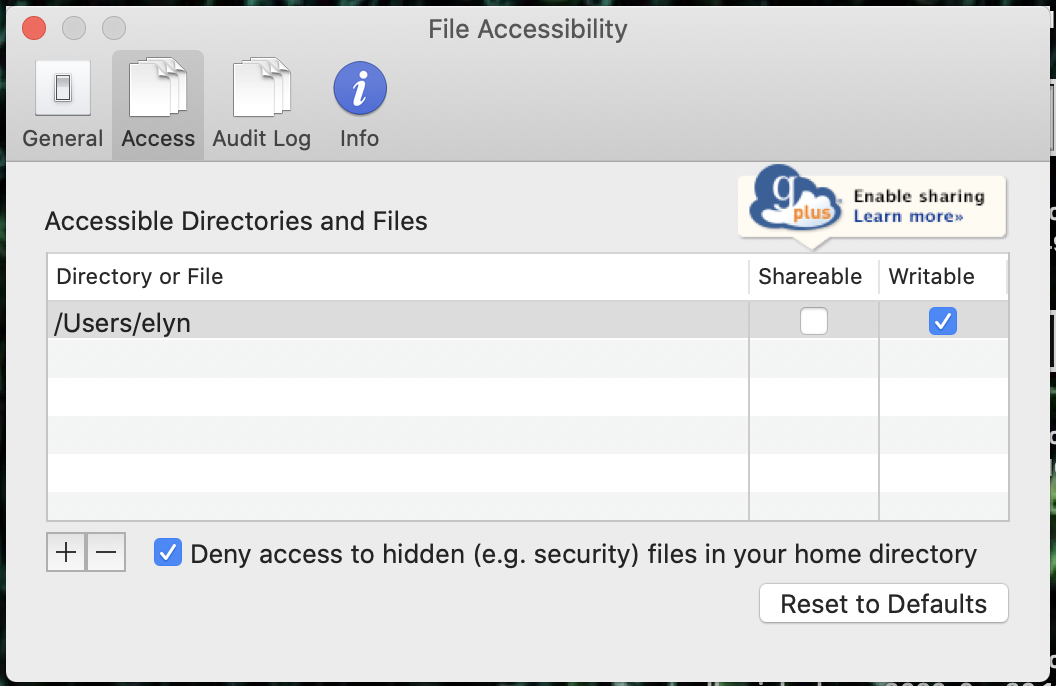 File Accessibility
General Access Audit Log Info
g plus Enable sharing
Learn more»
Accessible Directories and Files
Directory or File Shareable Writable
/Users/elyn
+ − Deny access to hidden (e.g. security) files in your home directory
Reset to Defaults